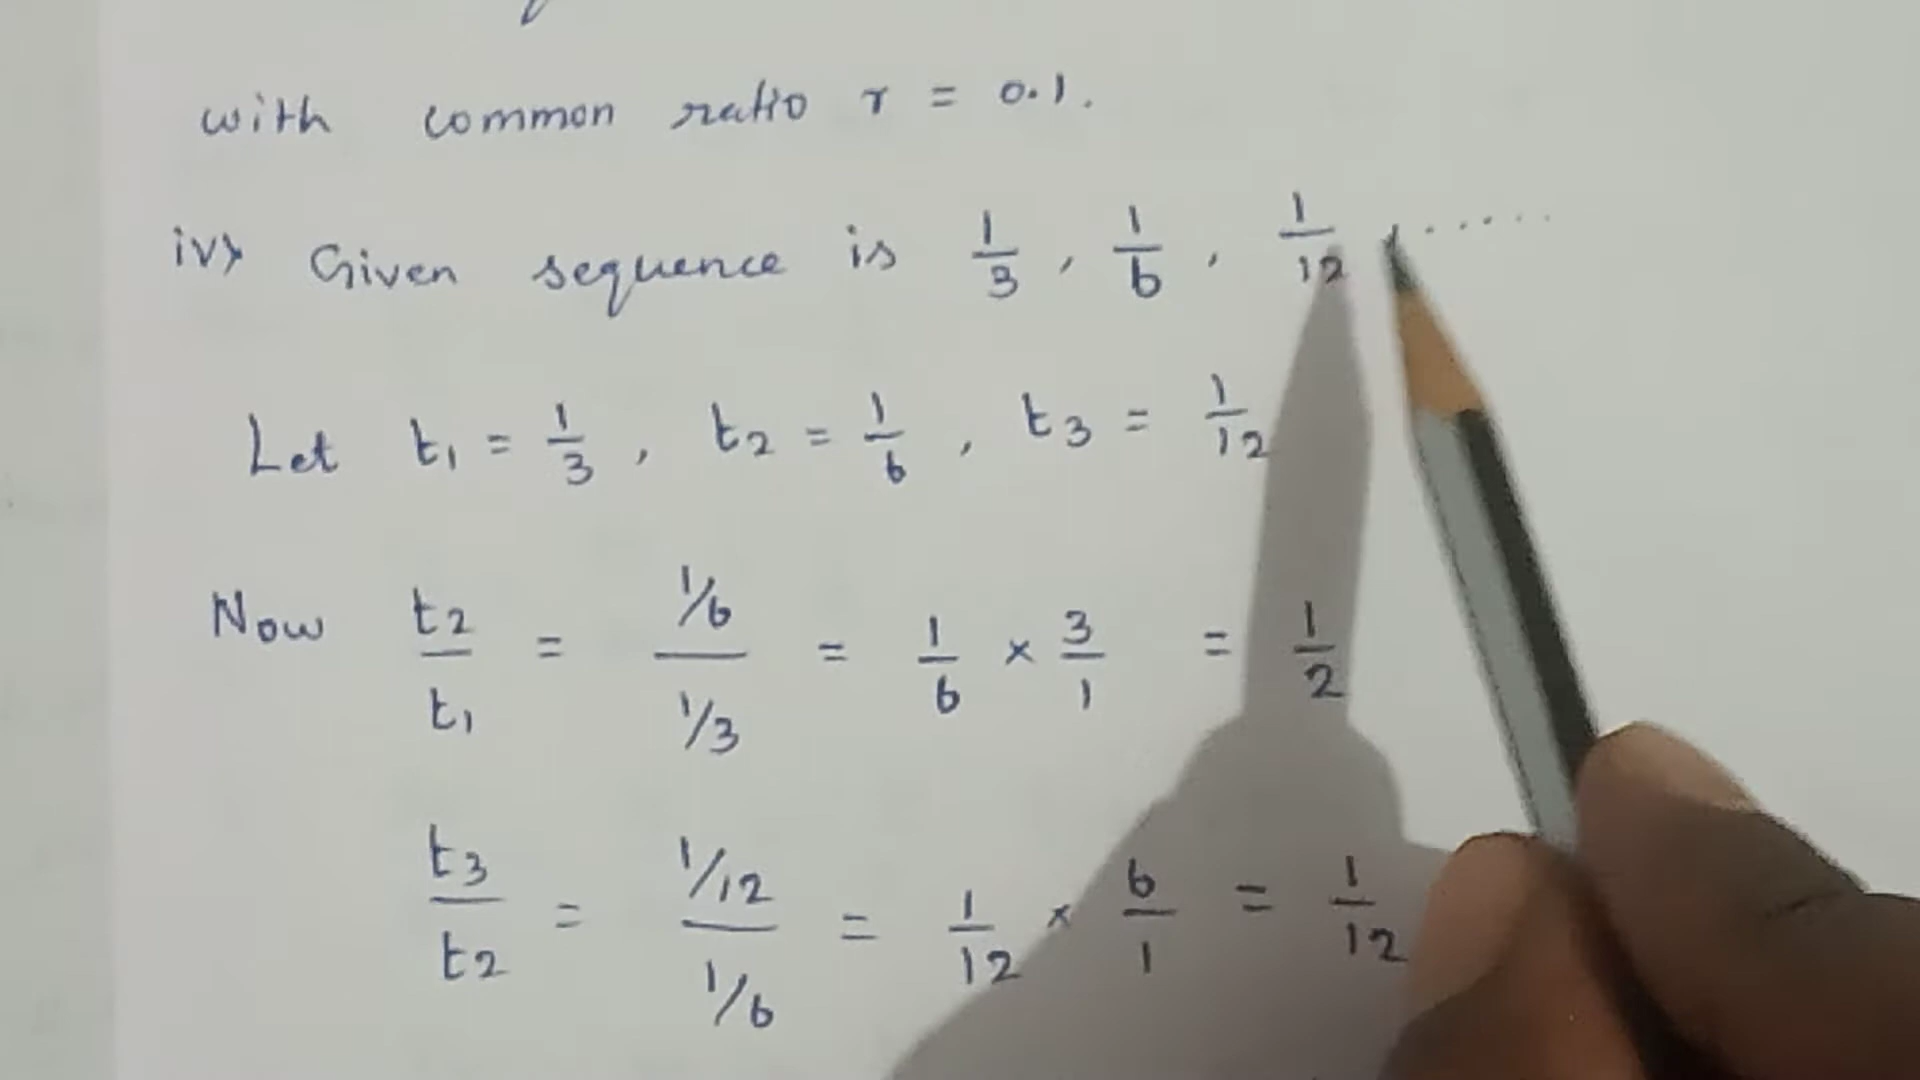 with common ratio r = 0.1.
iv) Given sequence is 1/3, 1/6, 1/12, ......
Let t1 = 1/3, t2 = 1/6, t3 = 1/12
Now t2/t1 = (1/6)/(1/3) = 1/6 × 3/1 = 1/2
t3/t2 = (1/12)/(1/6) = 1/12 × 6/1 = 1/12